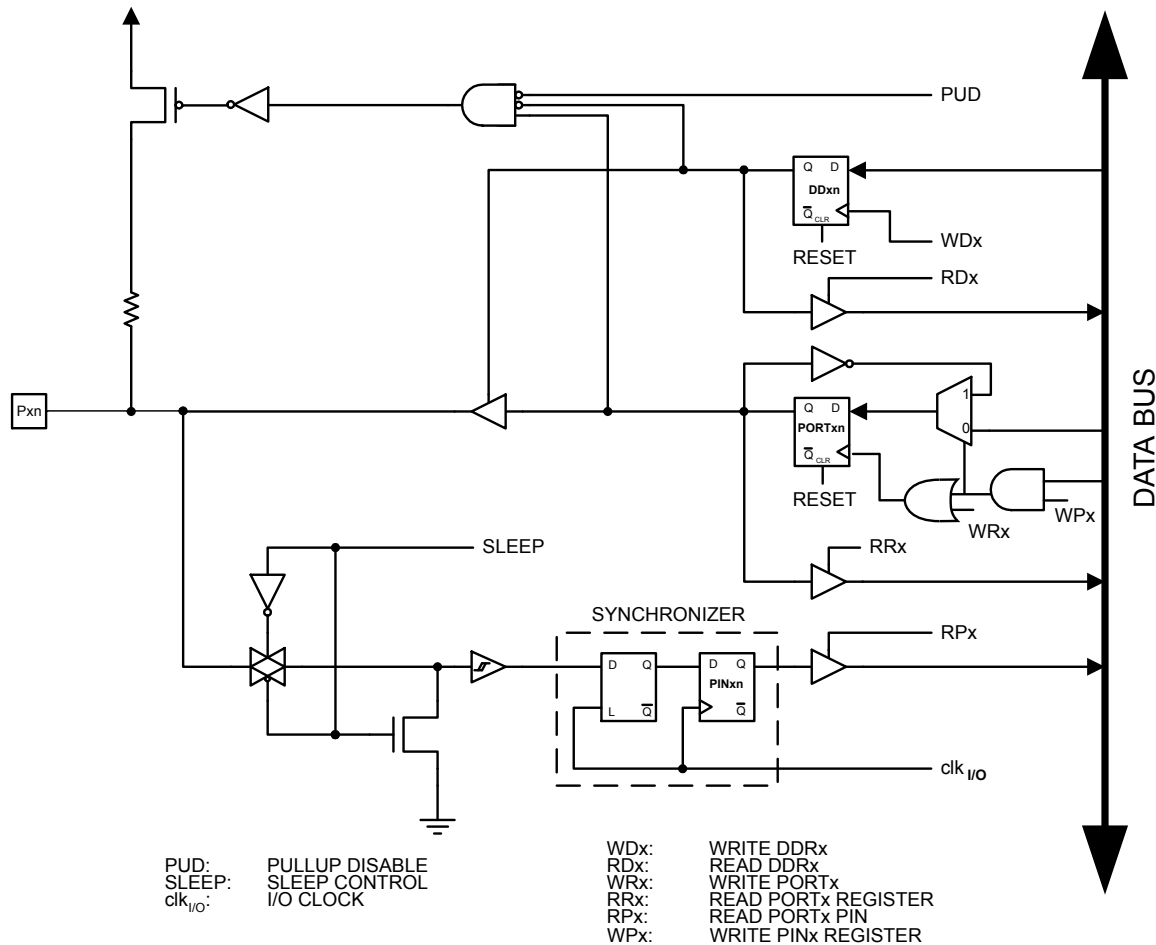 PUD
Q D
DDxn
Q CLR
WDx
RESET
RDx
Pxn
1
Q D
PORTxn
0
Q CLR
RESET
WPx
WRx
DATA BUS
SLEEP
RRx
SYNCHRONIZER
RPx
D Q
D Q
PINxn
L Q
Q
clk I/O
PUD: PULLUP DISABLE
SLEEP: SLEEP CONTROL
clkI/O: I/O CLOCK
WDx: WRITE DDRx
RDx: READ DDRx
WRx: WRITE PORTx
RRx: READ PORTx REGISTER
RPx: READ PORTx PIN
WPx: WRITE PINx REGISTER